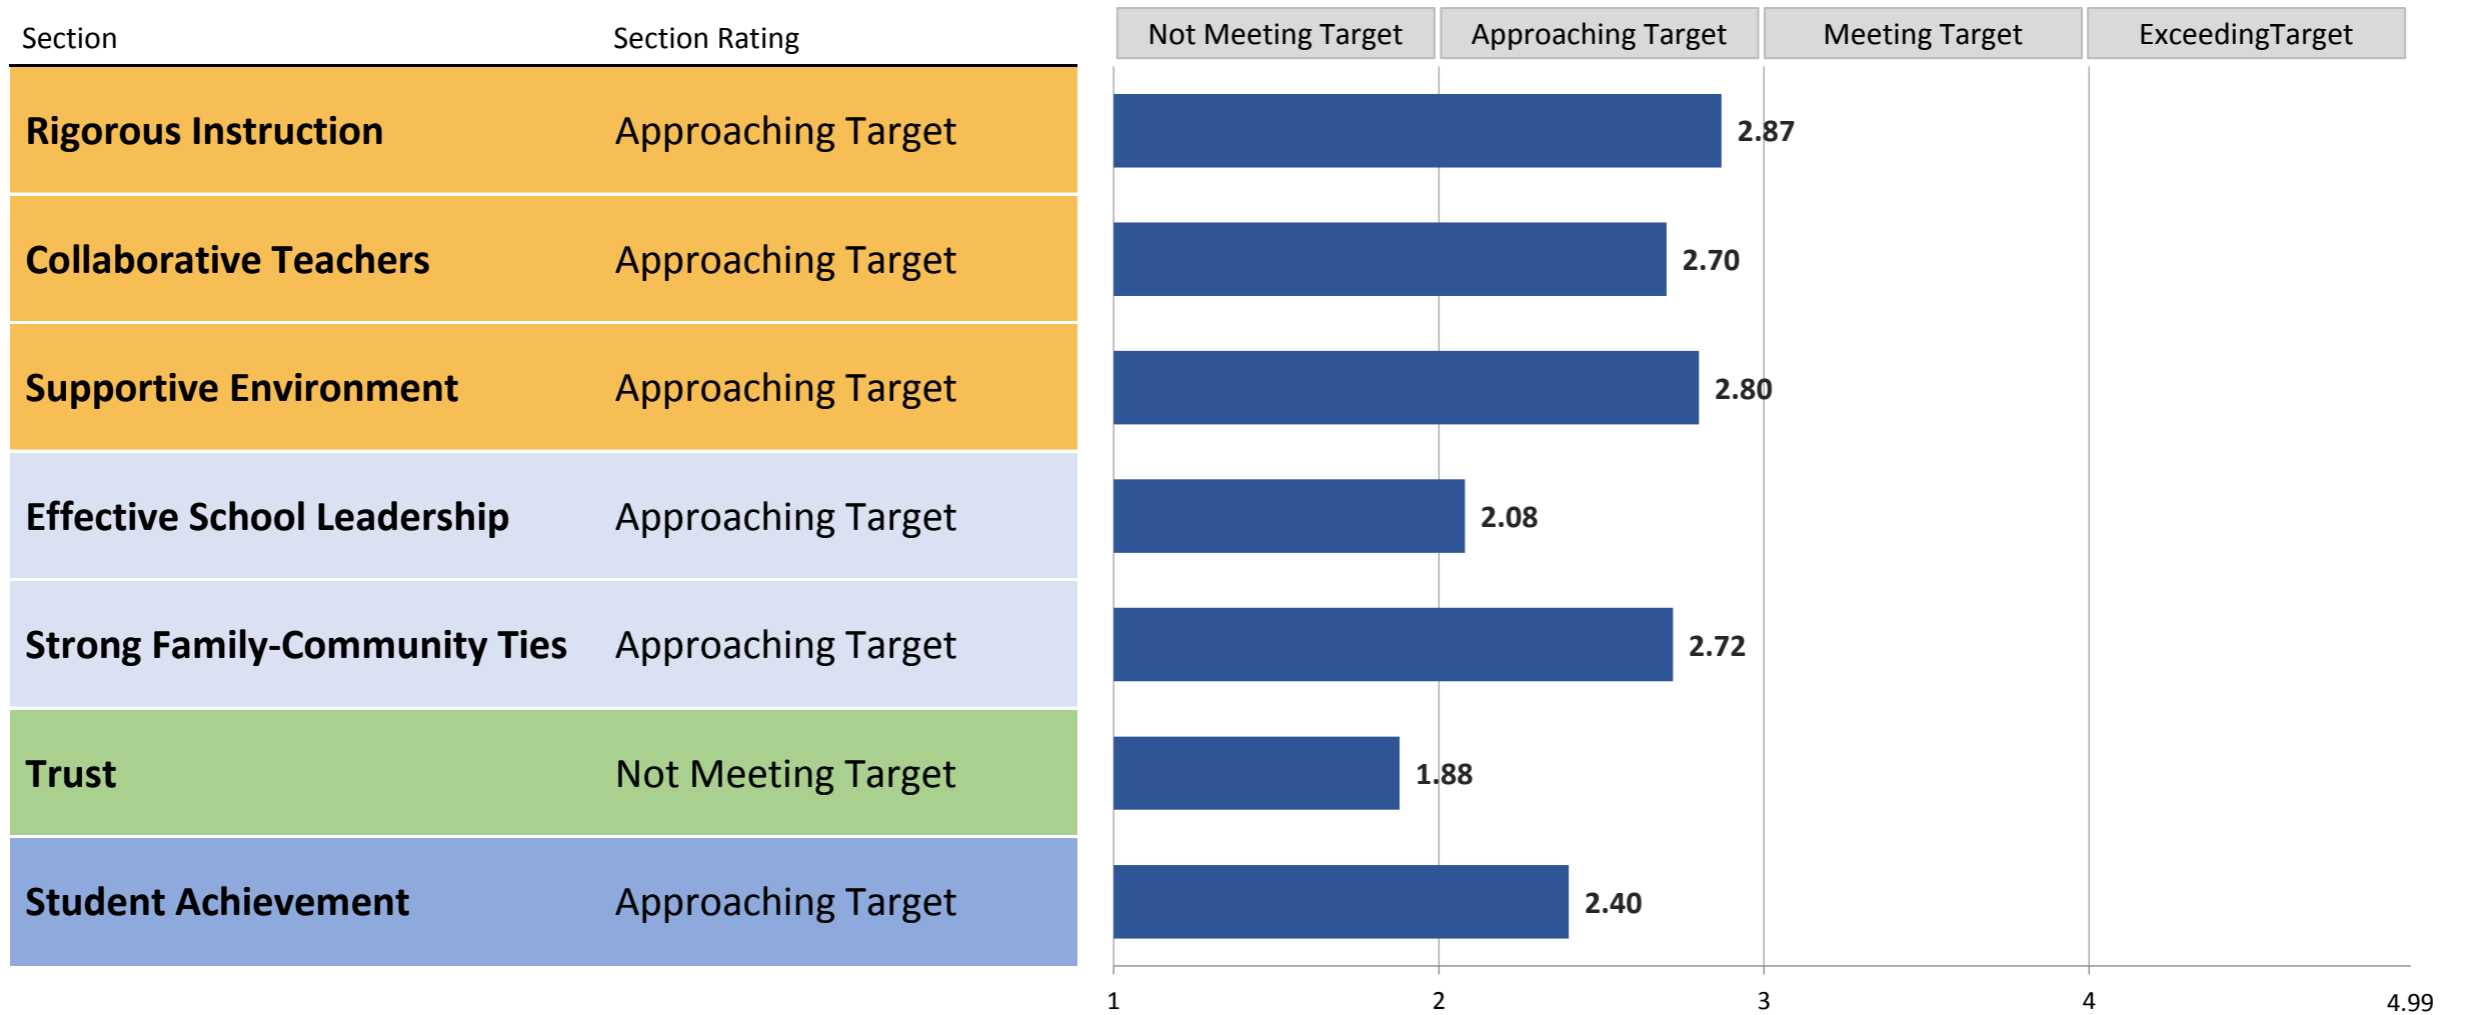 Section Section Rating Not Meeting Target Approaching Target Meeting Target ExceedingTarget
Rigorous Instruction Approaching Target 2.87
Collaborative Teachers Approaching Target 2.70
Supportive Environment Approaching Target 2.80
Effective School Leadership Approaching Target 2.08
Strong Family-Community Ties Approaching Target 2.72
Trust Not Meeting Target 1.88
Student Achievement Approaching Target 2.40
1 2 3 4 4.99